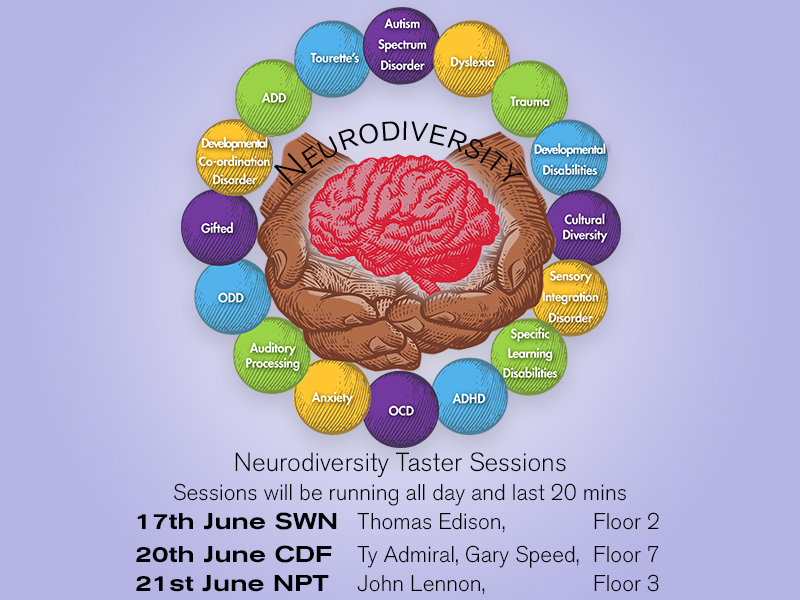 Autism
Spectrum
Disorder
Dyslexia
Trauma
Developmental
Disabilities
Cultural
Diversity
Sensory
Integration
Disorder
Specific
Learning
Disabilities
ADHD
OCD
Anxiety
Auditory
Processing
ODD
Gifted
Developmental
Co-ordination
Disorder
ADD
Tourette's
NEURODIVERSITY
Neurodiversity Taster Sessions
Sessions will be running all day and last 20 mins
17th June SWN Thomas Edison, Floor 2
20th June CDF Ty Admiral, Gary Speed, Floor 7
21st June NPT John Lennon, Floor 3